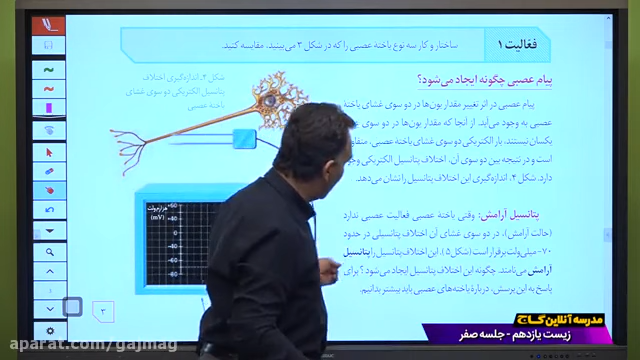 فعّالیت ۱
ساختار و کار سه نوع یاخته عصبی را که در شکل ۳ می‌بینید، مقایسه کنید.
پیام عصبی چگونه ایجاد می‌شود؟
شکل ۴ـ اندازه‌گیری اختلاف
پتانسیل الکتریکی دو سوی غشای
یاخته عصبی
پیام عصبی در اثر تغییر مقدار یون‌ها در دو سوی غشای یاختهٔ
عصبی به وجود می‌آید. از آنجا که مقدار یون‌ها در دو سوی
یکسان نیستند، بار الکتریکی دو سوی غشای یاختهٔ عصبی،
است و در نتیجه بین دو سوی آن، اختلاف پتانسیل الکتریکی
دارد. شکل ۴، اندازه‌گیری این اختلاف پتانسیل را نشان می‌دهد.
پتانسیل آرامش: وقتی یاختهٔ عصبی فعالیت عصبی ندارد
(حالت آرامش)، در دو سوی غشای آن اختلاف پتانسیلی در حدود
۷۰- میلی‌ولت برقرار است (شکل ۵). این اختلاف پتانسیل را پتانسیل
آرامش می‌نامند. چگونه این اختلاف پتانسیل ایجاد می‌شود؟ برای
پاسخ به این پرسش، دربارهٔ یاخته‌های عصبی باید بیشتر بدانیم.
هزارم ولت
(mV)
+80
+40
0
-40
-80
۳
مدرسه آنلاین گاج
زیست یازدهم - جلسه صفر
aparat.com/gajmag